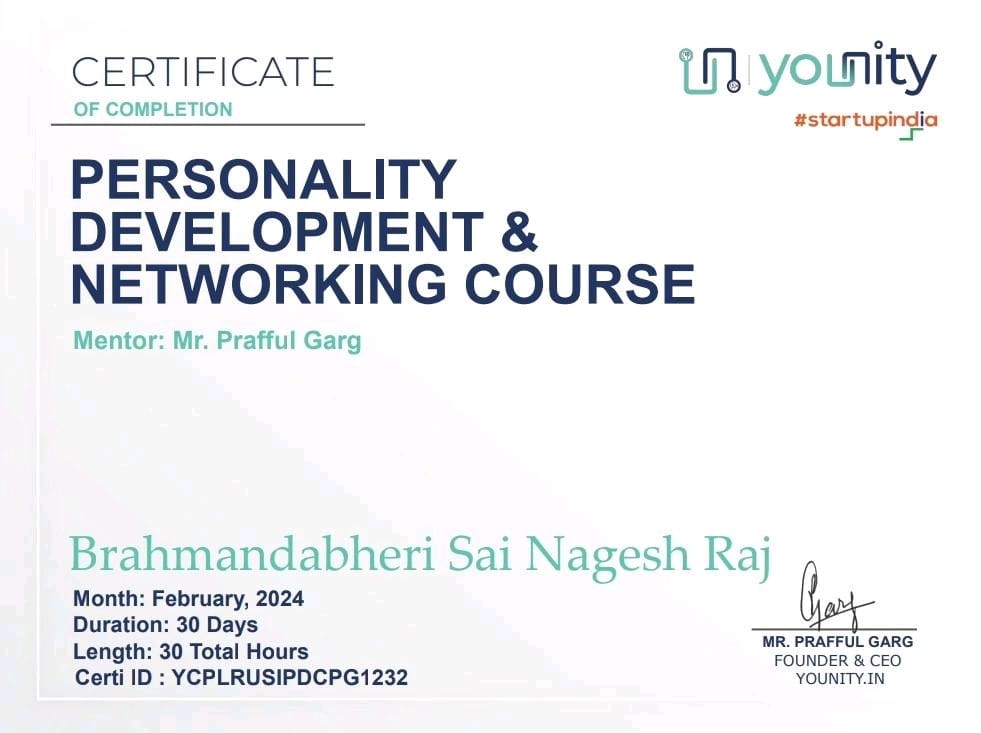 CERTIFICATE
OF COMPLETION
younity
#startupindia
PERSONALITY
DEVELOPMENT &
NETWORKING COURSE
Mentor: Mr. Prafful Garg
Brahmandabheri Sai Nagesh Raj
Month: February, 2024
Duration: 30 Days
Length: 30 Total Hours
Certi ID : YCPLRUSIPDCPG1232
Garg
MR. PRAFFUL GARG
FOUNDER & CEO
YOUNITY.IN